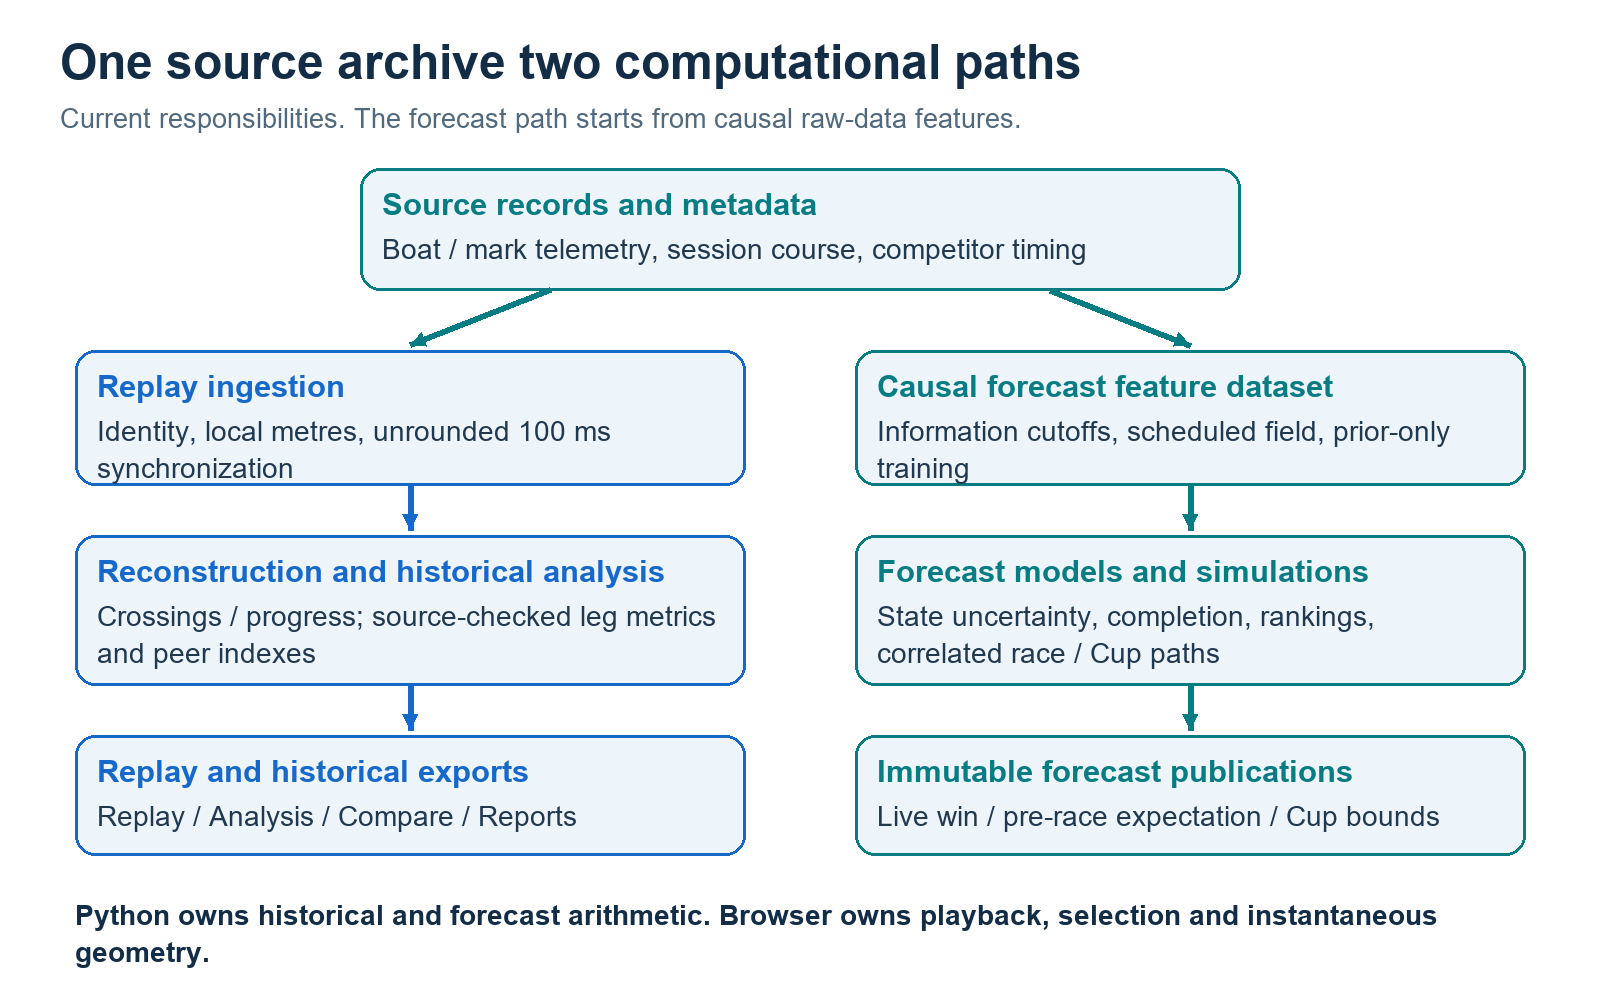 One source archive two computational paths
Current responsibilities. The forecast path starts from causal raw-data features.
Source records and metadata
Boat / mark telemetry, session course, competitor timing
Replay ingestion
Identity, local metres, unrounded 100 ms
synchronization
Causal forecast feature dataset
Information cutoffs, scheduled field, prior-only
training
Reconstruction and historical analysis
Crossings / progress; source-checked leg metrics
and peer indexes
Forecast models and simulations
State uncertainty, completion, rankings,
correlated race / Cup paths
Replay and historical exports
Replay / Analysis / Compare / Reports
Immutable forecast publications
Live win / pre-race expectation / Cup bounds
Python owns historical and forecast arithmetic. Browser owns playback, selection and instantaneous
geometry.